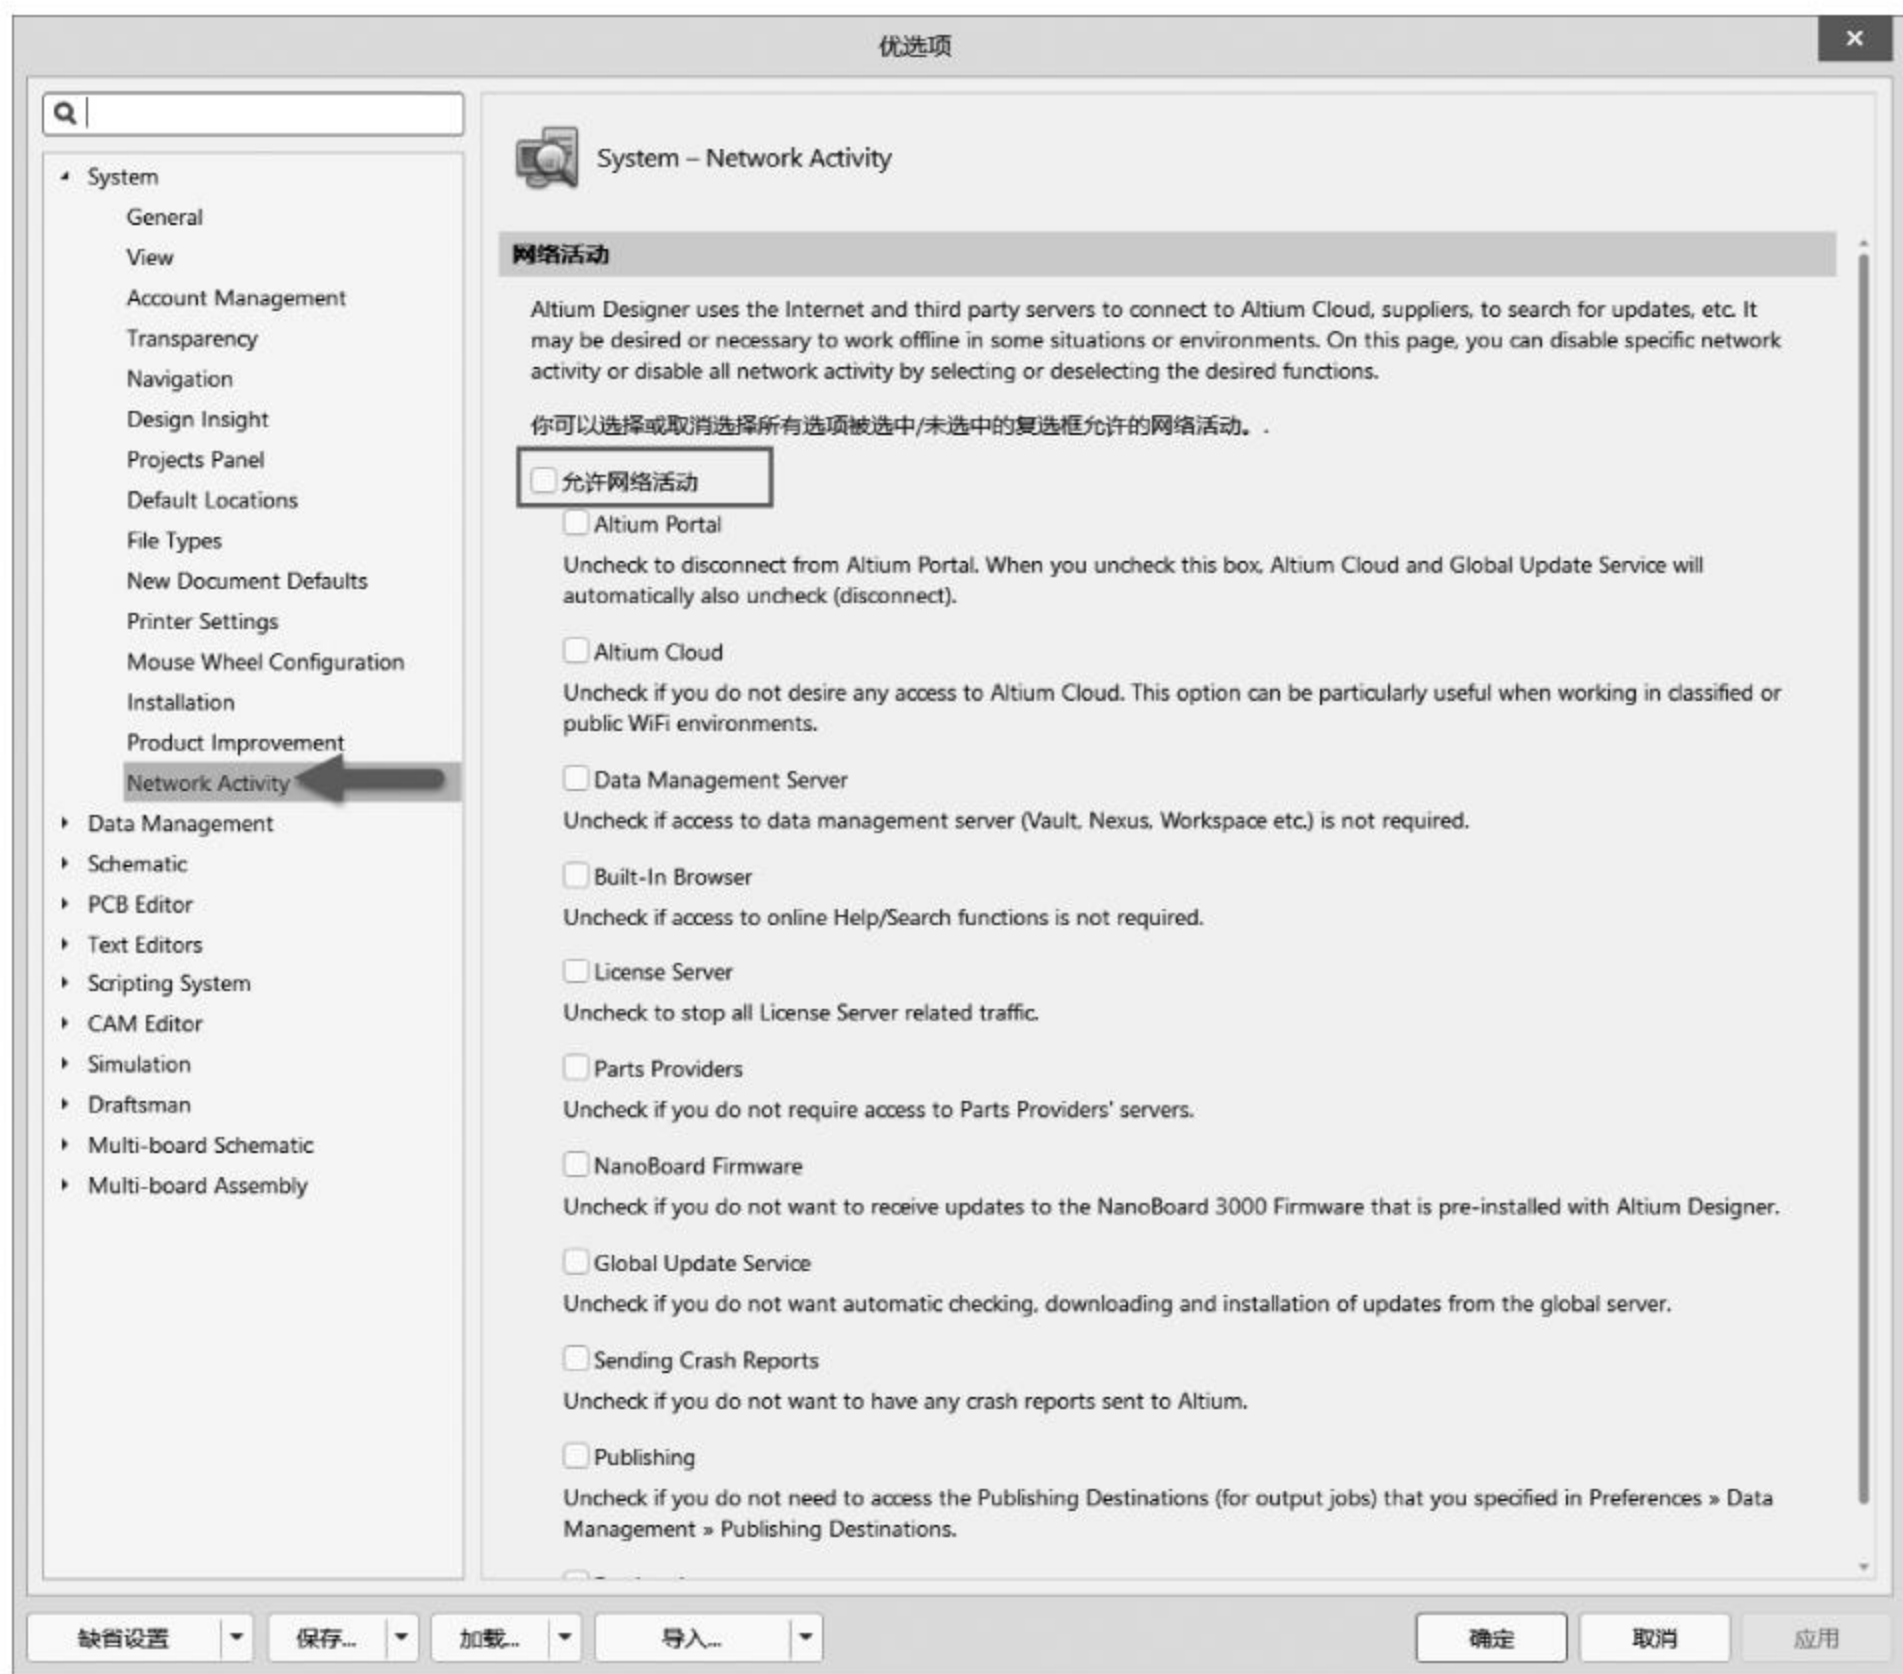 优选项
System
General
View
Account Management
Transparency
Navigation
Design Insight
Projects Panel
Default Locations
File Types
New Document Defaults
Printer Settings
Mouse Wheel Configuration
Installation
Product Improvement
Network Activity
Data Management
Schematic
PCB Editor
Text Editors
Scripting System
CAM Editor
Simulation
Draftsman
Multi-board Schematic
Multi-board Assembly
System – Network Activity
网络活动
Altium Designer uses the Internet and third party servers to connect to Altium Cloud, suppliers, to search for updates, etc. It
may be desired or necessary to work offline in some situations or environments. On this page, you can disable specific network
activity or disable all network activity by selecting or deselecting the desired functions.
你可以选择或取消选择所有选项被选中/未选中的复选框允许的网络活动。.
允许网络活动
Altium Portal
Uncheck to disconnect from Altium Portal. When you uncheck this box, Altium Cloud and Global Update Service will
automatically also uncheck (disconnect).
Altium Cloud
Uncheck if you do not desire any access to Altium Cloud. This option can be particularly useful when working in classified or
public WiFi environments.
Data Management Server
Uncheck if access to data management server (Vault, Nexus, Workspace etc.) is not required.
Built-In Browser
Uncheck if access to online Help/Search functions is not required.
License Server
Uncheck to stop all License Server related traffic.
Parts Providers
Uncheck if you do not require access to Parts Providers' servers.
NanoBoard Firmware
Uncheck if you do not want to receive updates to the NanoBoard 3000 Firmware that is pre-installed with Altium Designer.
Global Update Service
Uncheck if you do not want automatic checking, downloading and installation of updates from the global server.
Sending Crash Reports
Uncheck if you do not want to have any crash reports sent to Altium.
Publishing
Uncheck if you do not need to access the Publishing Destinations (for output jobs) that you specified in Preferences » Data
Management » Publishing Destinations.
缺省设置 保存... 加载... 导入... 确定 取消 应用